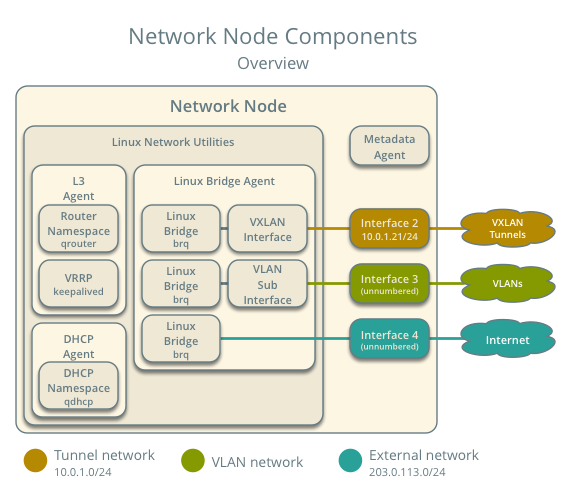 Network Node Components
Overview
Network Node
Linux Network Utilities
Metadata
Agent
L3
Agent
Router
Namespace
qrouter
VRRP
keepalived
DHCP
Agent
DHCP
Namespace
qdhcp
Linux Bridge Agent
Linux
Bridge
brq
VXLAN
Interface
Linux
Bridge
brq
VLAN
Sub
Interface
Linux
Bridge
brq
Interface 2
10.0.1.21/24
Interface 3
(unnumbered)
Interface 4
(unnumbered)
VXLAN
Tunnels
VLANs
Internet
Tunnel network
10.0.1.0/24
VLAN network
External network
203.0.113.0/24